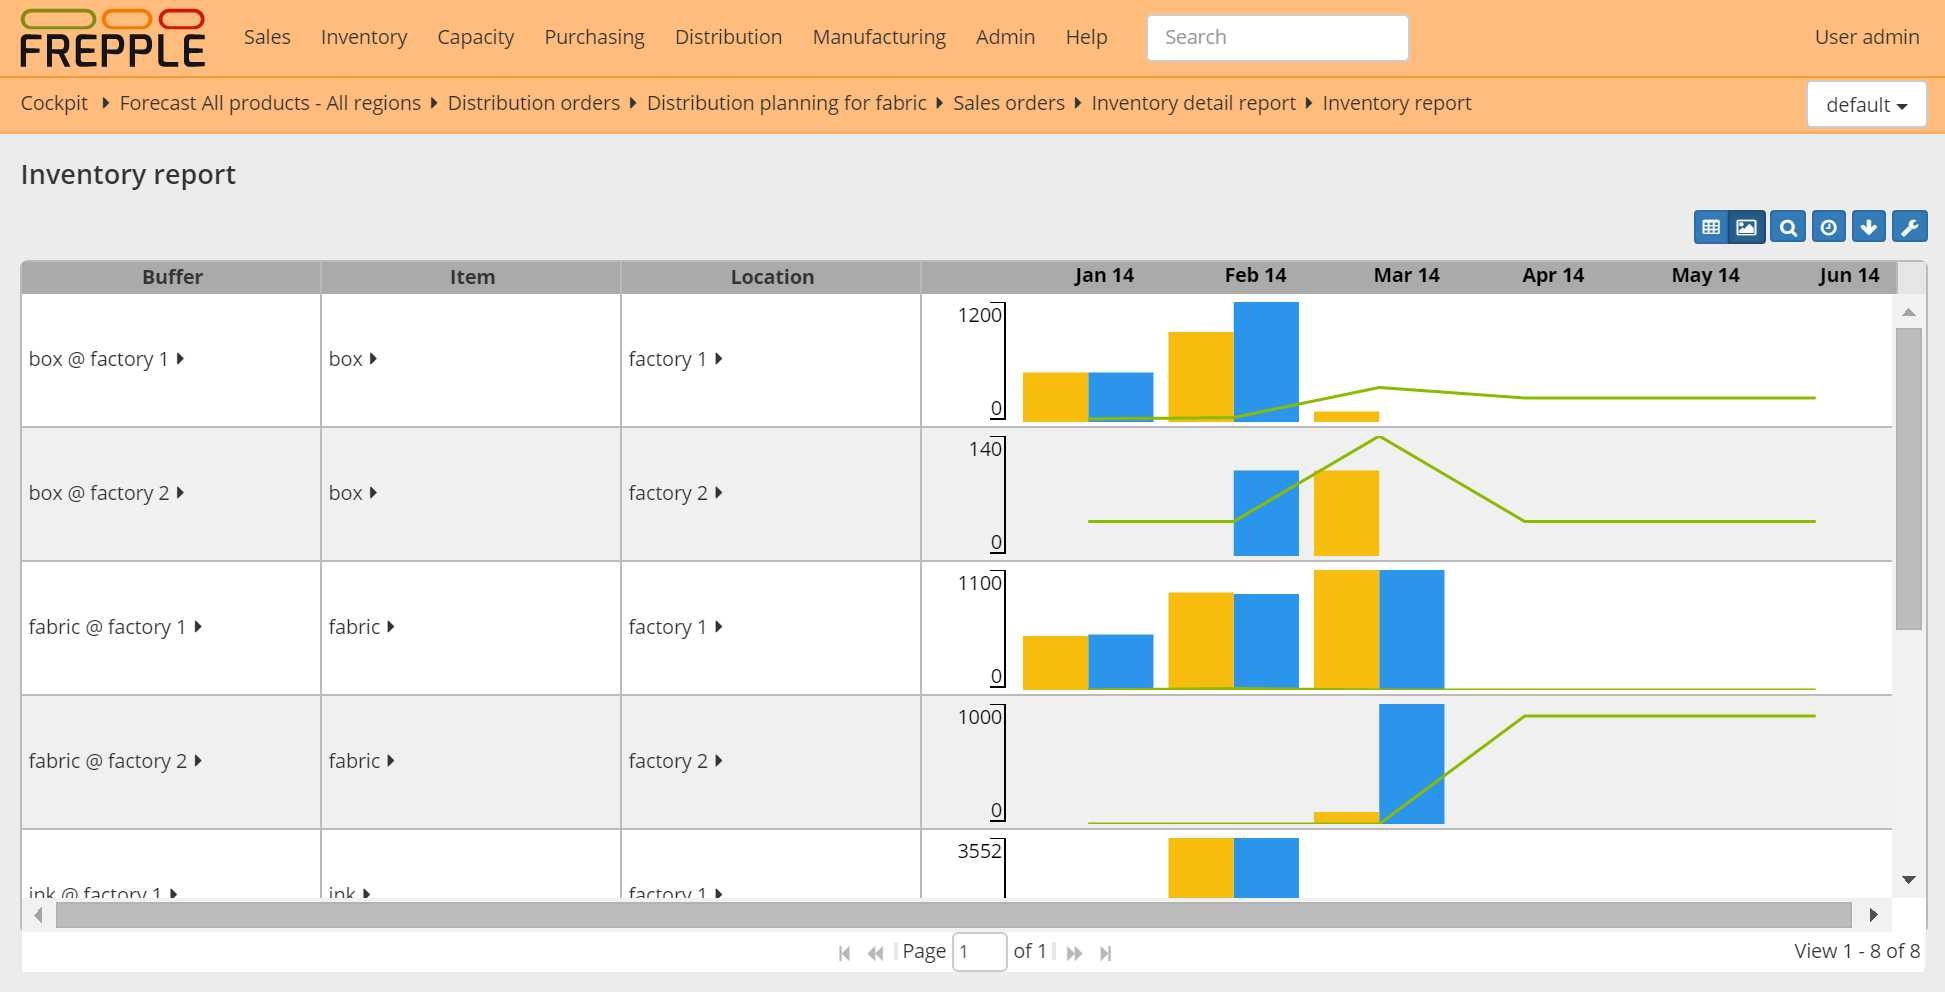 FREPPLE Sales Inventory Capacity Purchasing Distribution Manufacturing Admin Help Search User admin
Cockpit Forecast All products - All regions Distribution orders Distribution planning for fabric Sales orders Inventory detail report Inventory report default
Inventory report
Buffer Item Location Jan 14 Feb 14 Mar 14 Apr 14 May 14 Jun 14
1200
box @ factory 1 box factory 1
0
140
box @ factory 2 box factory 2
0
1100
fabric @ factory 1 fabric factory 1
0
1000
fabric @ factory 2 fabric factory 2
0
3552
ink @ factory 1 ink factory 1
Page 1 of 1 View 1 - 8 of 8